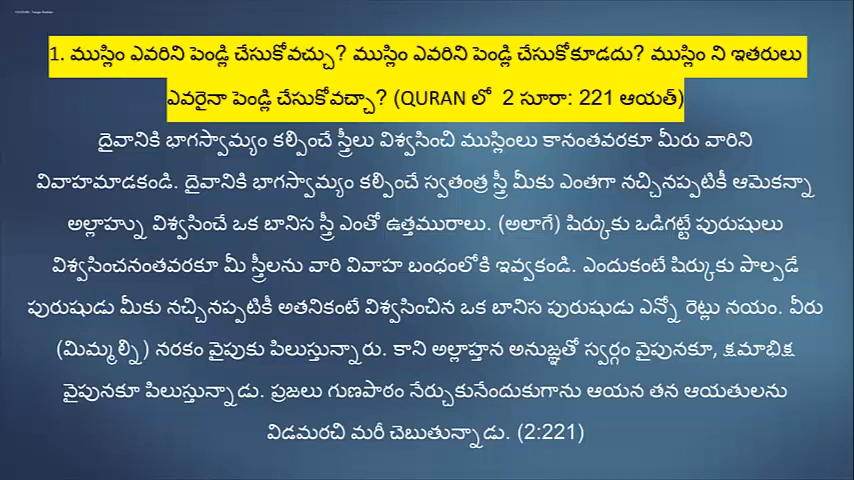 1. ముస్లిం ఎవరిని పెండ్లి చేసుకోవచ్చు? ముస్లిం ఎవరిని పెండ్లి చేసుకోకూడదు? ముస్లిం ని ఇతరులు
ఎవరైనా పెండ్లి చేసుకోవచ్చా? (QURAN లో 2 సూరా: 221 ఆయత్)
దైవానికి భాగస్వామ్యం కల్పించే స్త్రీలు విశ్వసించి ముస్లింలు కానంతవరకూ మీరు వారిని
వివాహమాడకండి. దైవానికి భాగస్వామ్యం కల్పించే స్వతంత్ర స్త్రీ మీకు ఎంతగా నచ్చినప్పటికీ ఆమెకన్నా
అల్లాహ్ను విశ్వసించే ఒక బానిస స్త్రీ ఎంతో ఉత్తమురాలు. (అలాగే) షిర్కుకు ఒడిగట్టే పురుషులు
విశ్వసించనంతవరకూ మీ స్త్రీలను వారి వివాహ బంధంలోకి ఇవ్వకండి. ఎందుకంటే షిర్కుకు పాల్పడే
పురుషుడు మీకు నచ్చినప్పటికీ అతనికంటే విశ్వసించిన ఒక బానిస పురుషుడు ఎన్నో రెట్లు నయం. వీరు
(మిమ్మల్ని) నరకం వైపుకు పిలుస్తున్నారు. కాని అల్లాహ్తన అనుజ్ఞతో స్వర్గం వైపునకూ, క్షమాభిక్ష
వైపునకూ పిలుస్తున్నాడు. ప్రజలు గుణపాఠం నేర్చుకునేందుకుగాను ఆయన తన ఆయతులను
విడమరచి మరీ చెబుతున్నాడు. (2:221)